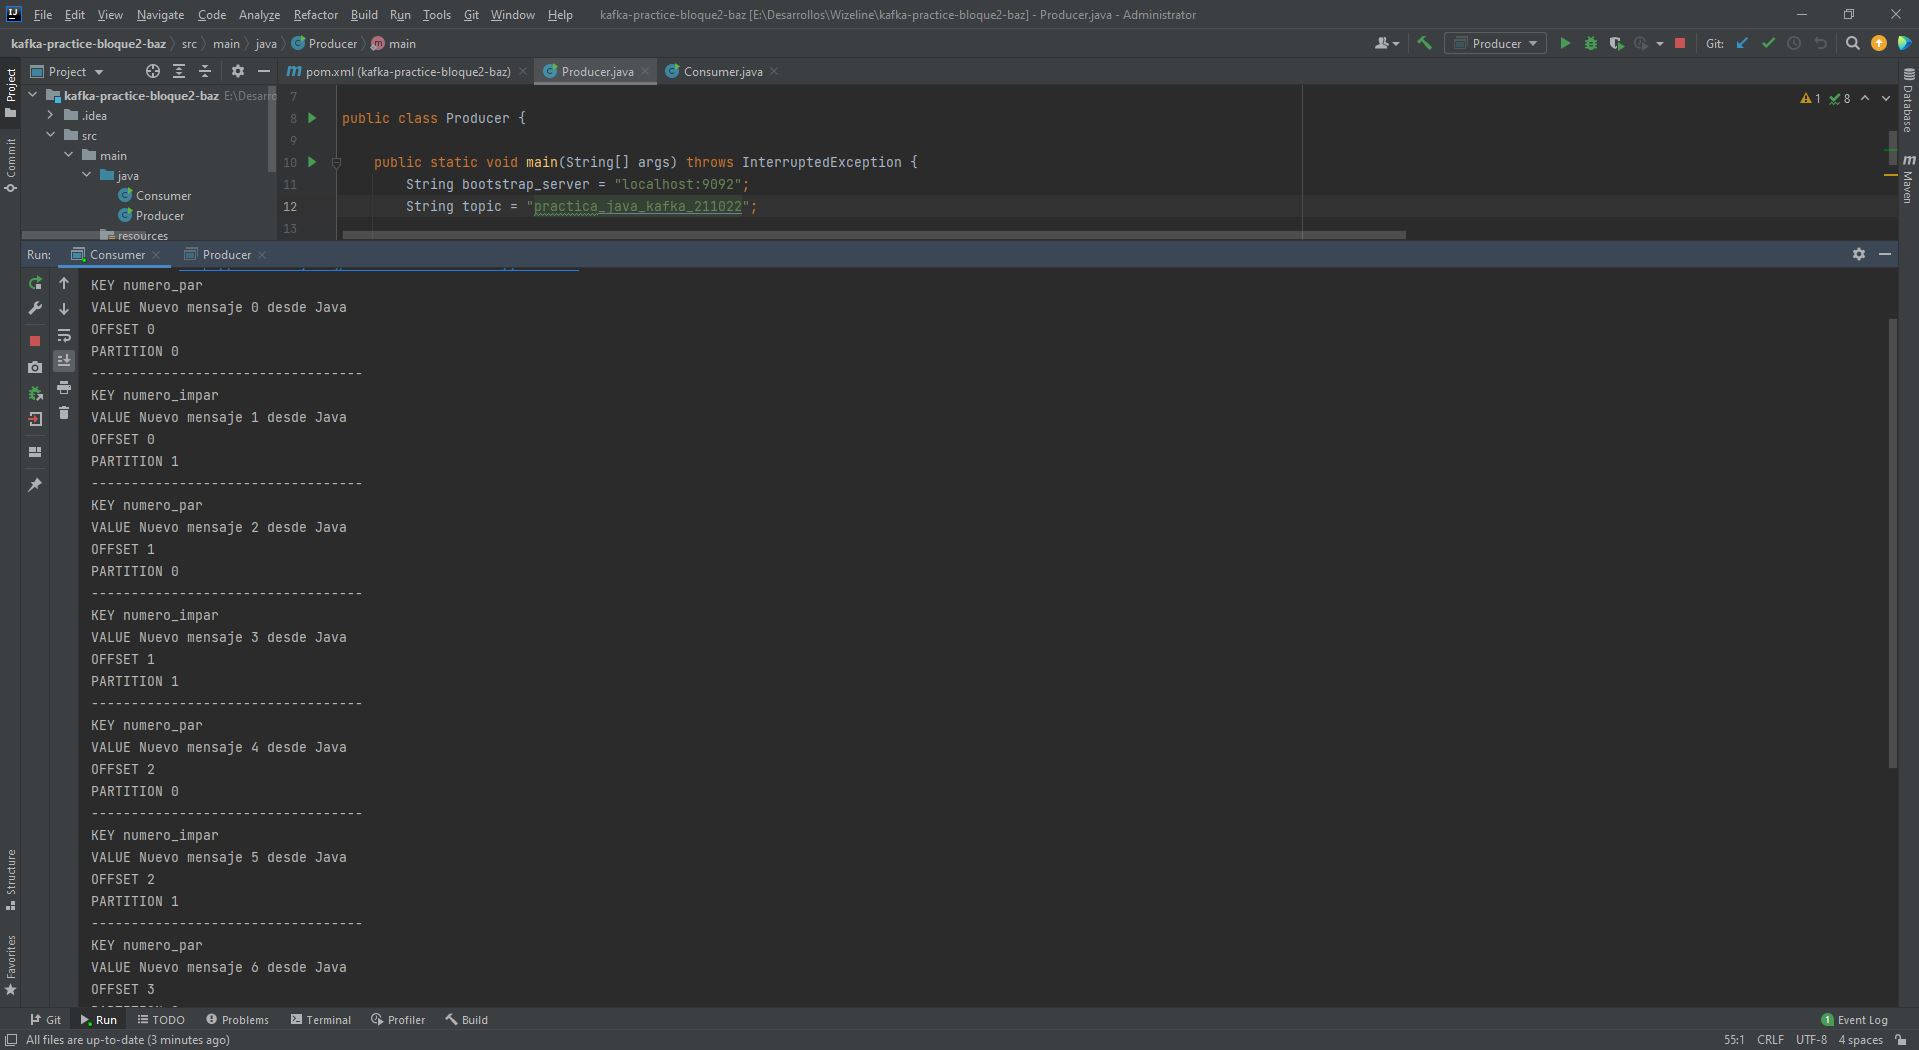 File Edit View Navigate Code Analyze Refactor Build Run Tools Git Window Help kafka-practice-bloque2-baz [E:\Desarrollos\Wizeline\kafka-practice-bloque2-baz] - Producer.java - Administrator
kafka-practice-bloque2-baz src main java Producer main Producer Git:
Project pom.xml (kafka-practice-bloque2-baz) Producer.java Consumer.java
Project
Commit
kafka-practice-bloque2-baz E:\Desarro
.idea
src
main
java
Consumer
Producer
resources
7
8 public class Producer {
9
10 public static void main(String[] args) throws InterruptedException {
11 String bootstrap_server = "localhost:9092";
12 String topic = "practica_java_kafka_211022";
13
1 8
Database
Maven
Run: Consumer Producer
KEY numero_par
VALUE Nuevo mensaje 0 desde Java
OFFSET 0
PARTITION 0
----------------------------------
KEY numero_impar
VALUE Nuevo mensaje 1 desde Java
OFFSET 0
PARTITION 1
----------------------------------
KEY numero_par
VALUE Nuevo mensaje 2 desde Java
OFFSET 1
PARTITION 0
----------------------------------
KEY numero_impar
VALUE Nuevo mensaje 3 desde Java
OFFSET 1
PARTITION 1
----------------------------------
KEY numero_par
VALUE Nuevo mensaje 4 desde Java
OFFSET 2
PARTITION 0
----------------------------------
KEY numero_impar
VALUE Nuevo mensaje 5 desde Java
OFFSET 2
PARTITION 1
----------------------------------
KEY numero_par
VALUE Nuevo mensaje 6 desde Java
OFFSET 3
Structure
Favorites
Git Run TODO Problems Terminal Profiler Build 1 Event Log
All files are up-to-date (3 minutes ago) 55:1 CRLF UTF-8 4 spaces